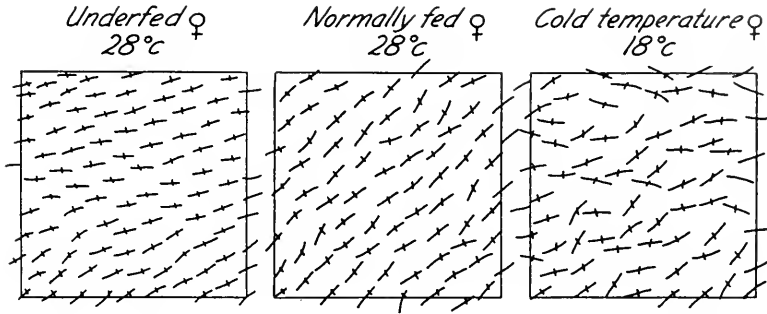 Underfed ♀
28°c
Normally fed ♀
28°c
Cold temperature ♀
18°c